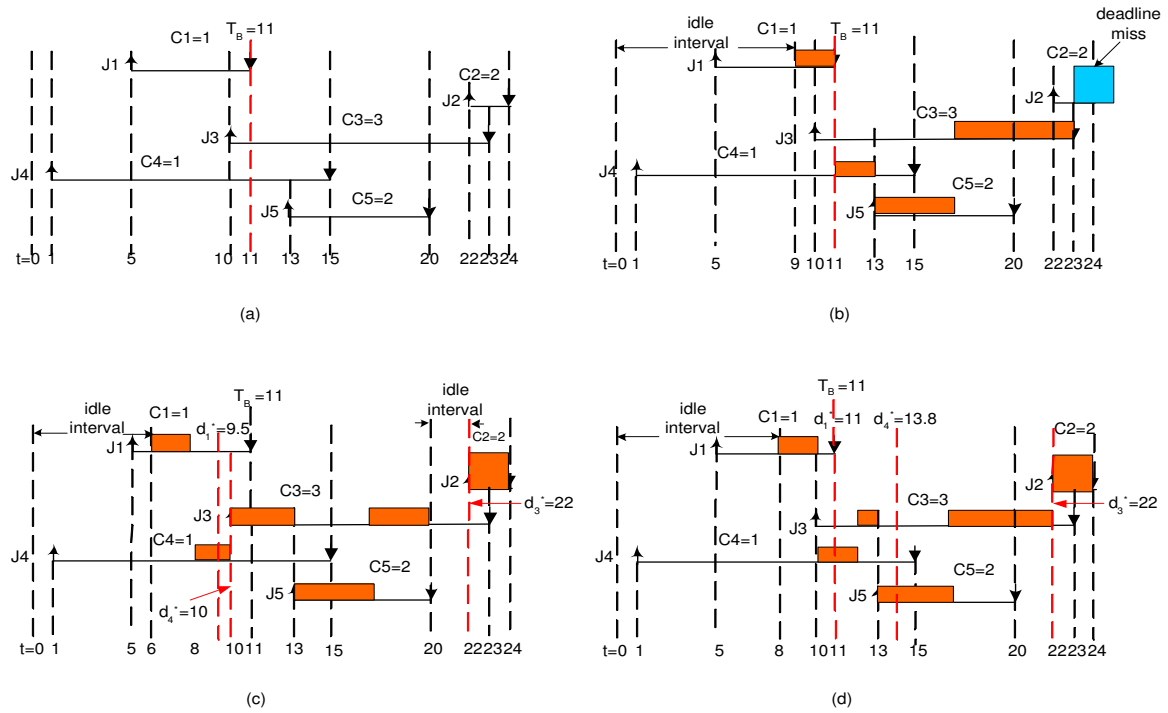 C1=1
T_B =11
J1
C2=2
J2
C3=3
J3
C4=1
J4
C5=2
J5
t=0 1 5 10 11 13 15 20 22 23 24
(a)
deadline
miss
idle
interval
C1=1
T_B =11
C2=2
J1
J2
C3=3
J3
C4=1
J4
C5=2
J5
t=0 1 5 9 10 11 13 15 20 22 23 24
(b)
T_B =11
idle
interval
C1=1
d_1^*=9.5
idle
interval
J1
C2=2
J2
C3=3
d_3^*=22
J3
C4=1
J4
C5=2
J5
d_4^*=10
t=0 1 5 6 8 10 11 13 15 20 22 23 24
(c)
T_B =11
idle
interval
C1=1
d_1^*=11
d_4^*=13.8
C2=2
J1
J2
C3=3
d_3^*=22
J3
C4=1
J4
C5=2
J5
t=0 1 5 8 10 11 13 15 20 22 23 24
(d)